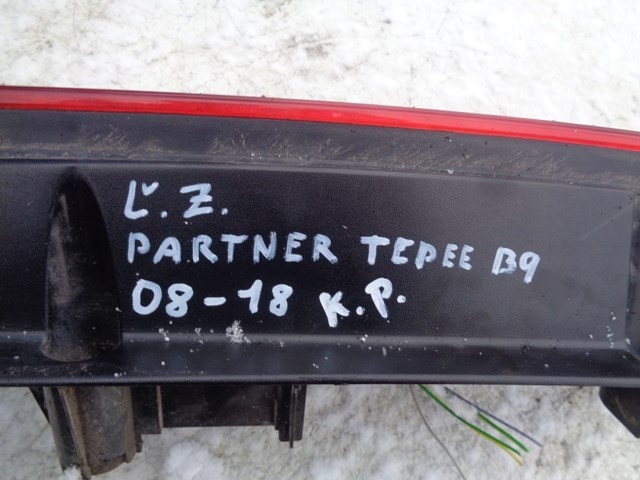 Ľ. Z.
PARTNER TEPEE B9
08-18 K.P.